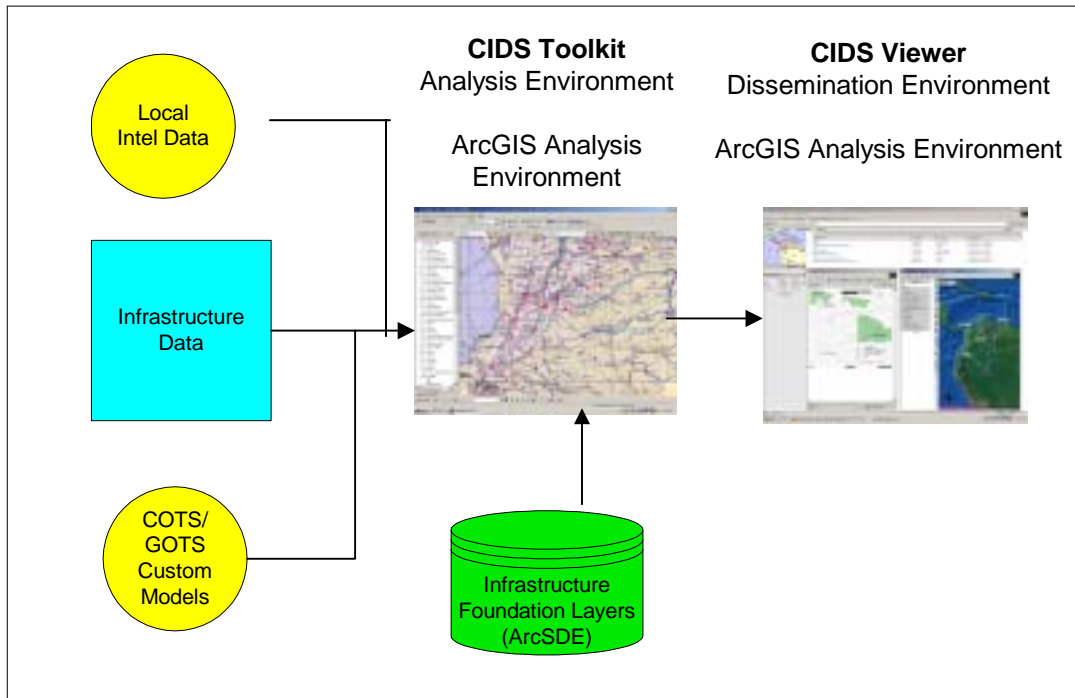 CIDS Toolkit
Analysis Environment
ArcGIS Analysis
Environment
CIDS Viewer
Dissemination Environment
ArcGIS Analysis Environment
Local
Intel Data
Infrastructure
Data
COTS/
GOTS
Custom
Models
Infrastructure
Foundation Layers
(ArcSDE)